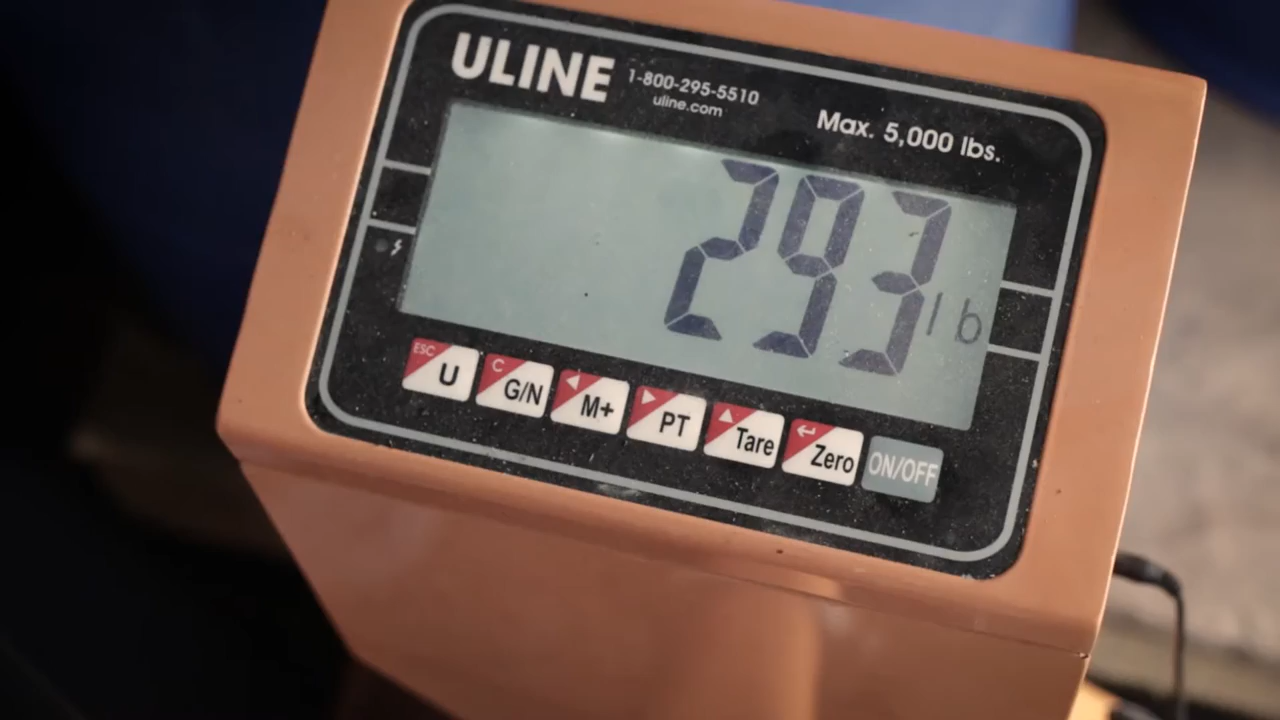 ULINE
1-800-295-5510
uline.com
Max. 5,000 lbs.
293 lb
ESC
U
C
G/N
M+
PT
Tare
Zero
ON/OFF